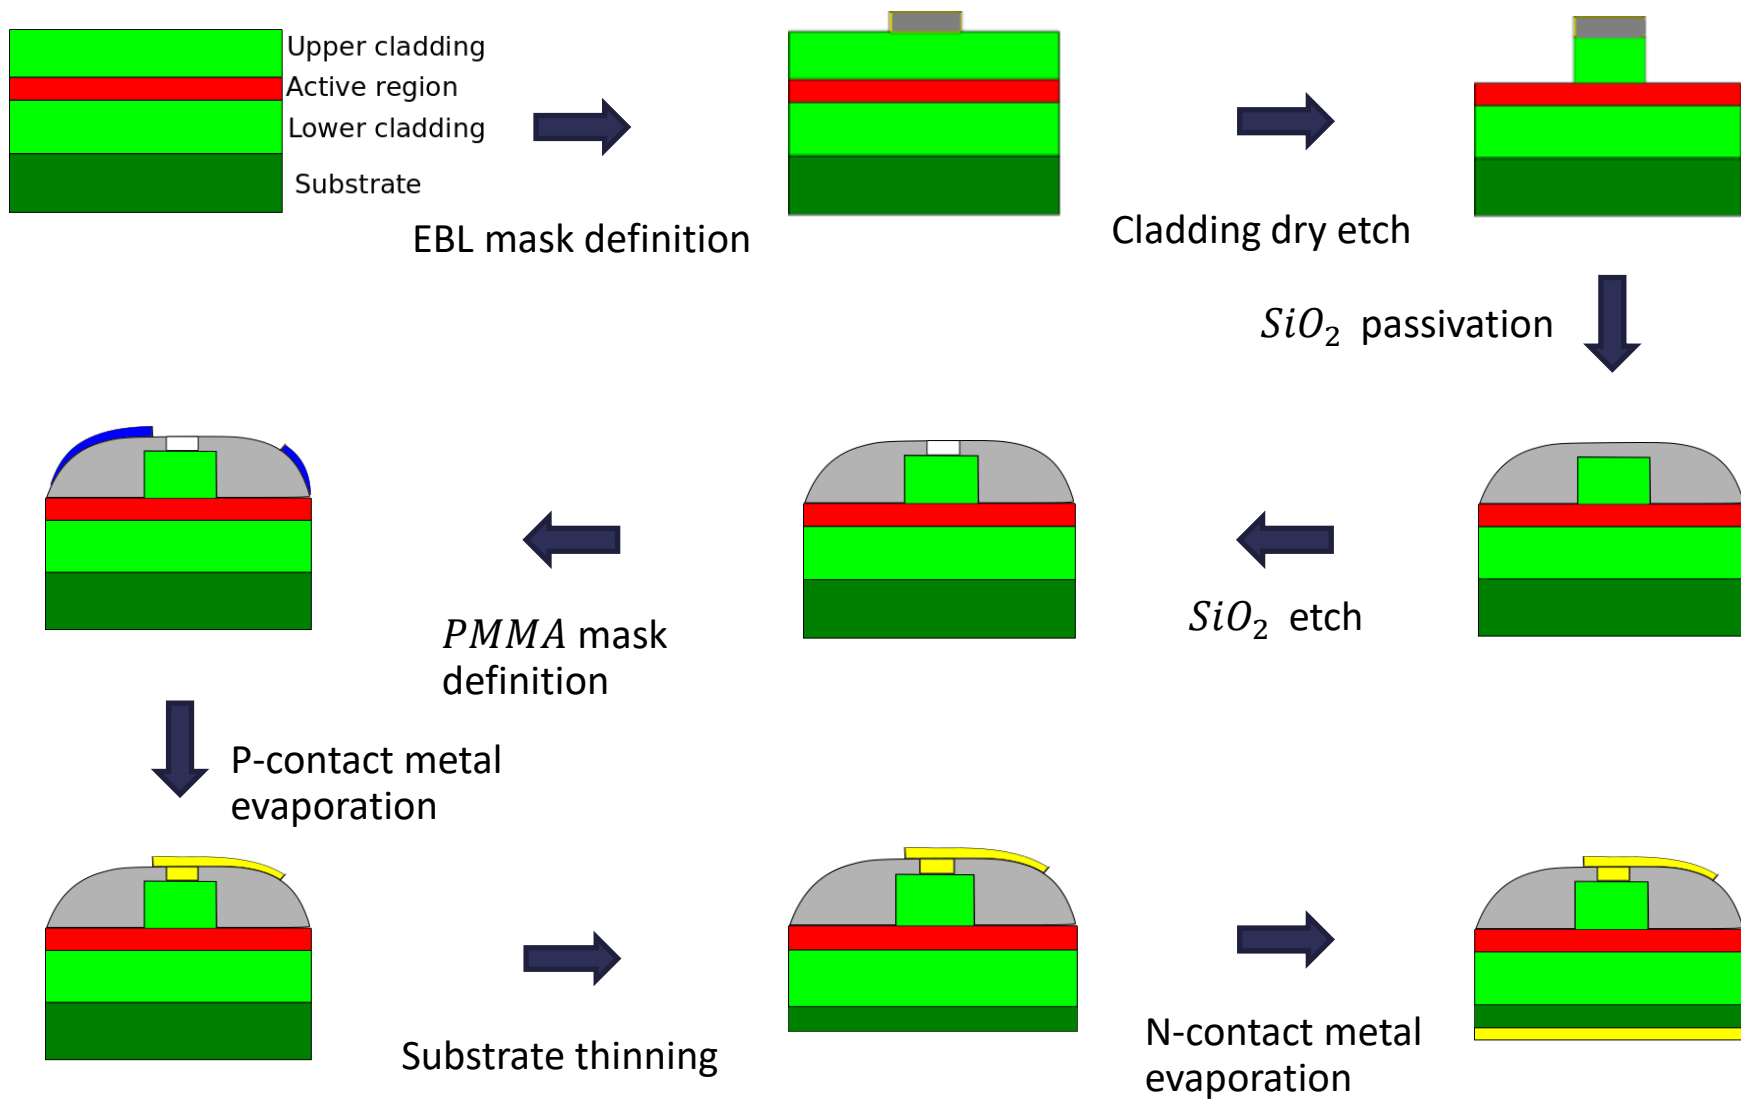 Upper cladding
Active region
Lower cladding
Substrate
EBL mask definition
Cladding dry etch
SiO₂ passivation
SiO₂ etch
PMMA mask
definition
P-contact metal
evaporation
Substrate thinning
N-contact metal
evaporation